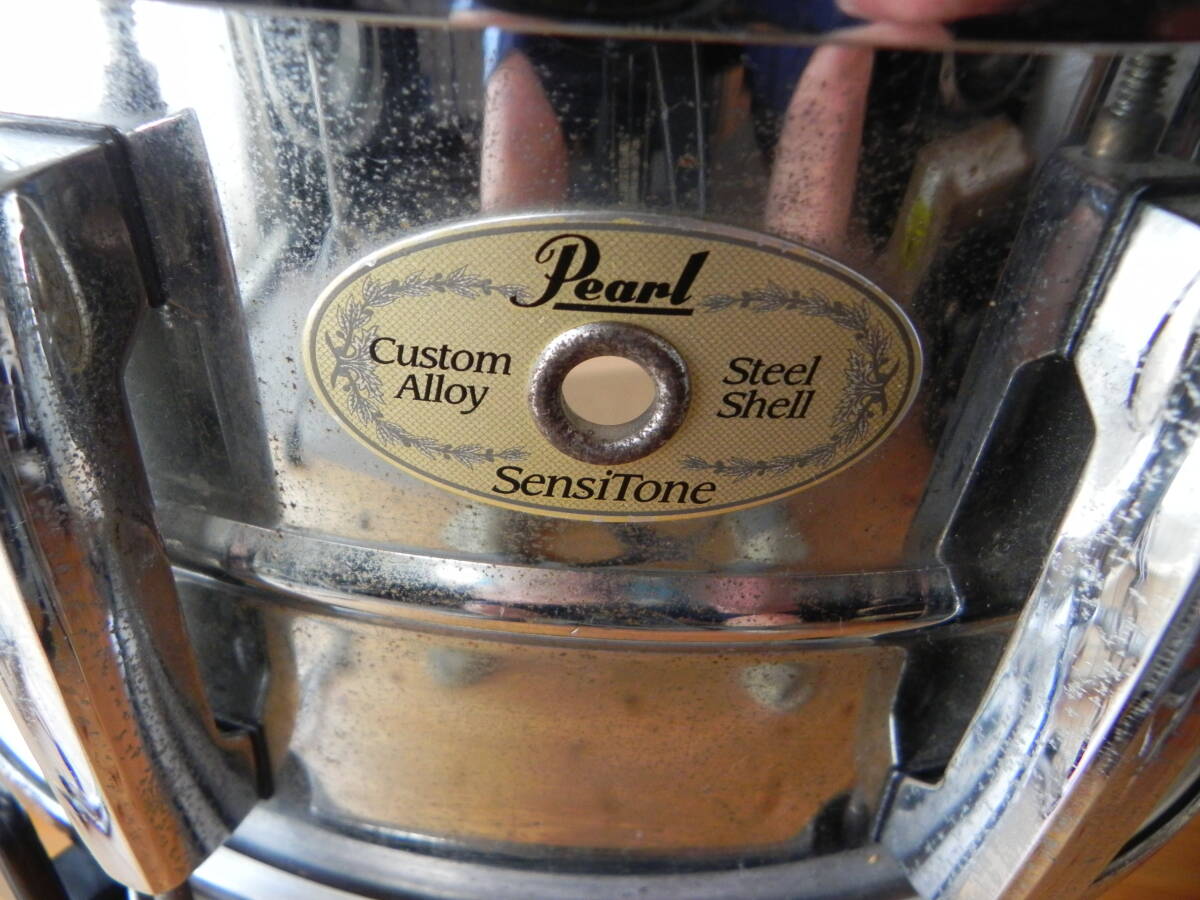 Pearl
Custom
Alloy
Steel
Shell
SensiTone